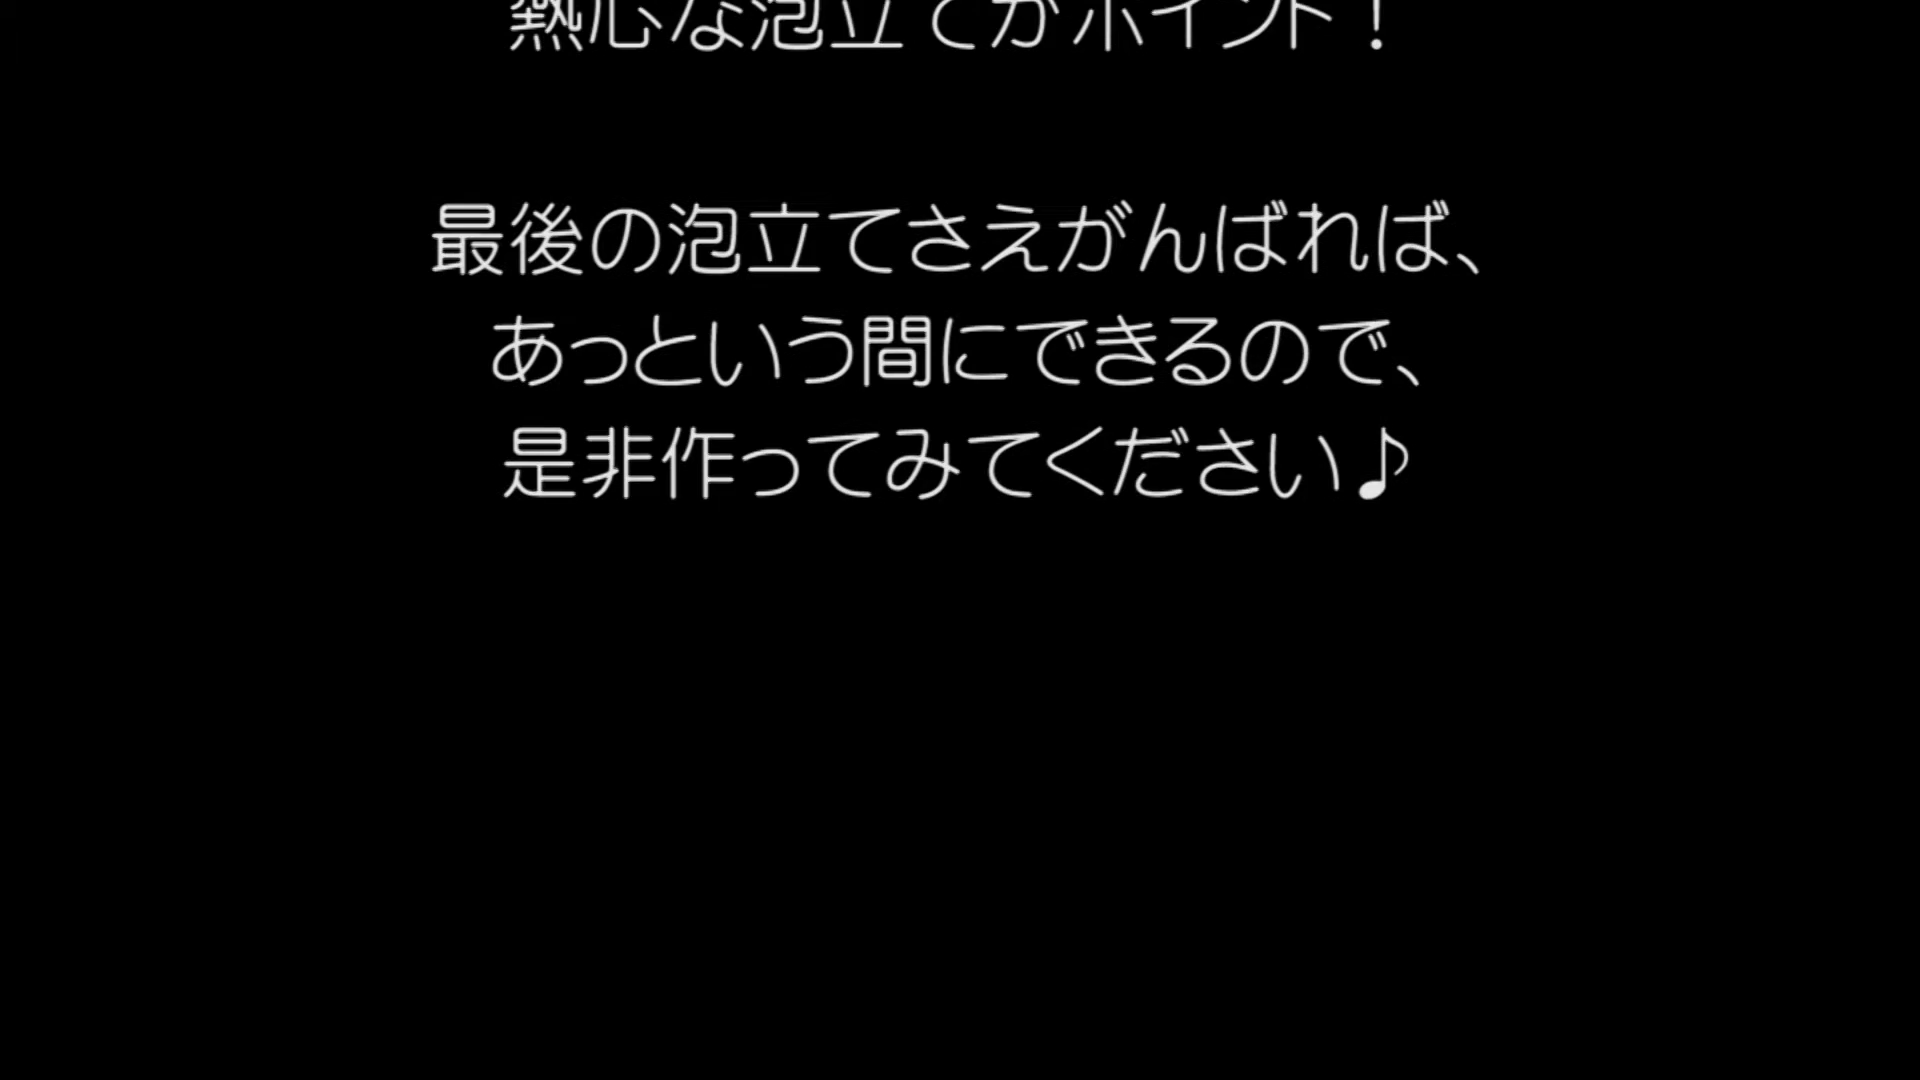 熱心な泡立てがポイント！
最後の泡立てさえがんばれば、
あっという間にできるので、
是非作ってみてください♪